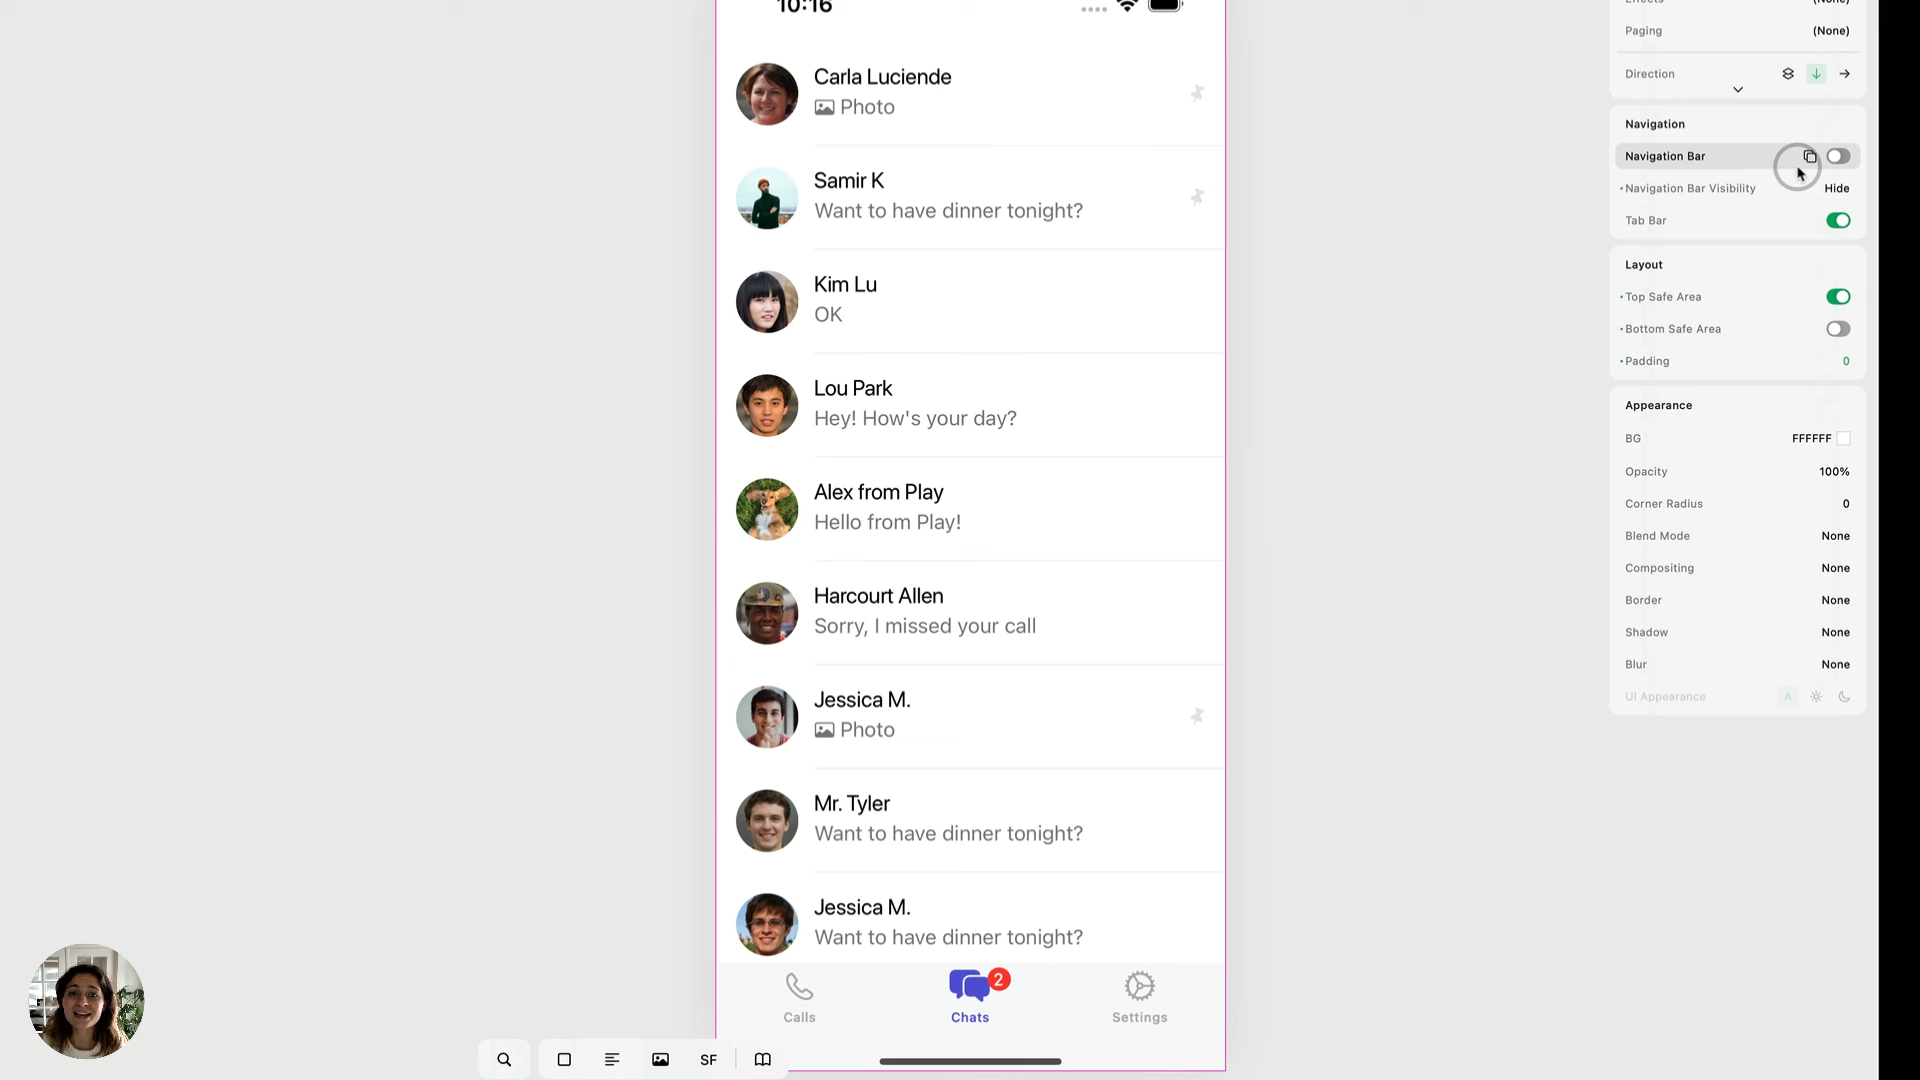 10:16
Carla Luciende
Photo
Samir K
Want to have dinner tonight?
Kim Lu
OK
Lou Park
Hey! How's your day?
Alex from Play
Hello from Play!
Harcourt Allen
Sorry, I missed your call
Jessica M.
Photo
Mr. Tyler
Want to have dinner tonight?
Jessica M.
Want to have dinner tonight?
Calls
Chats
2
Settings
SF
Effects (None)
Paging (None)
Direction
Navigation
Navigation Bar
Navigation Bar Visibility Hide
Tab Bar
Layout
Top Safe Area
Bottom Safe Area
Padding 0
Appearance
BG FFFFFF
Opacity 100%
Corner Radius 0
Blend Mode None
Compositing None
Border None
Shadow None
Blur None
UI Appearance A